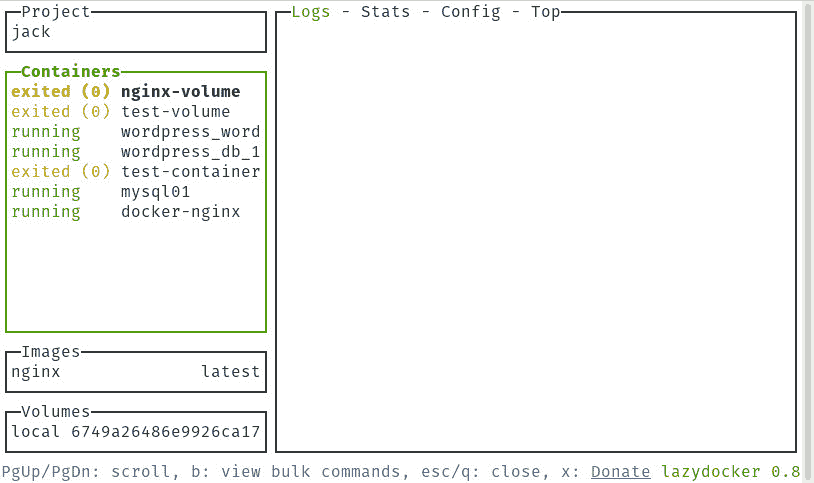 Project
jack
Containers
exited (0) nginx-volume
exited (0) test-volume
running wordpress_word
running wordpress_db_1
exited (0) test-container
running mysql01
running docker-nginx
Images
nginx latest
Volumes
local 6749a26486e9926ca17
Logs - Stats - Config - Top
PgUp/PgDn: scroll, b: view bulk commands, esc/q: close, x: Donate lazydocker 0.8